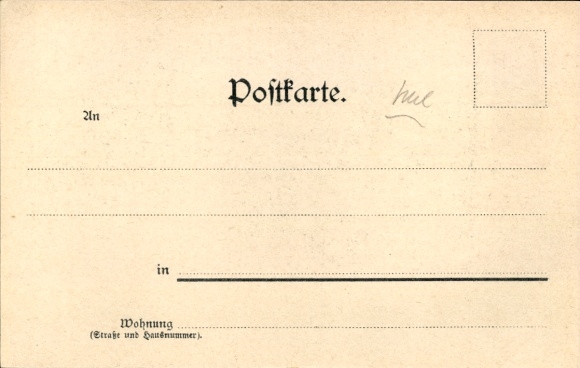 Postkarte.
An
in
Wohnung
(Straße und Hausnummer).